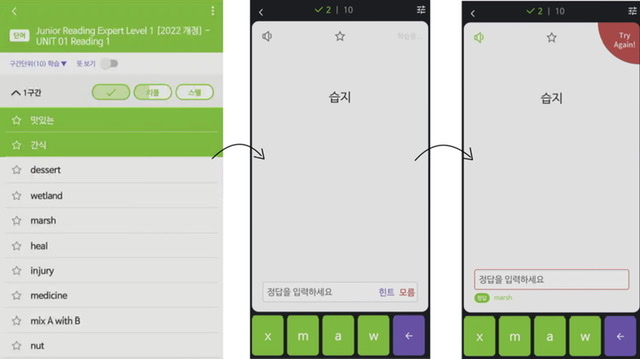 단어
Junior Reading Expert Level 1 [2022 개정] -
UNIT 01 Reading 1
구간단위(10) 학습 ▼ 뜻 보기
1구간
리콜
스펠
맛있는
간식
dessert
wetland
marsh
heal
injury
medicine
mix A with B
nut
2 | 10
학습중..
습지
정답을 입력하세요 힌트 모름
x m a w ←
2 | 10
Try
Again!
습지
정답을 입력하세요
정답 marsh
x m a w ←